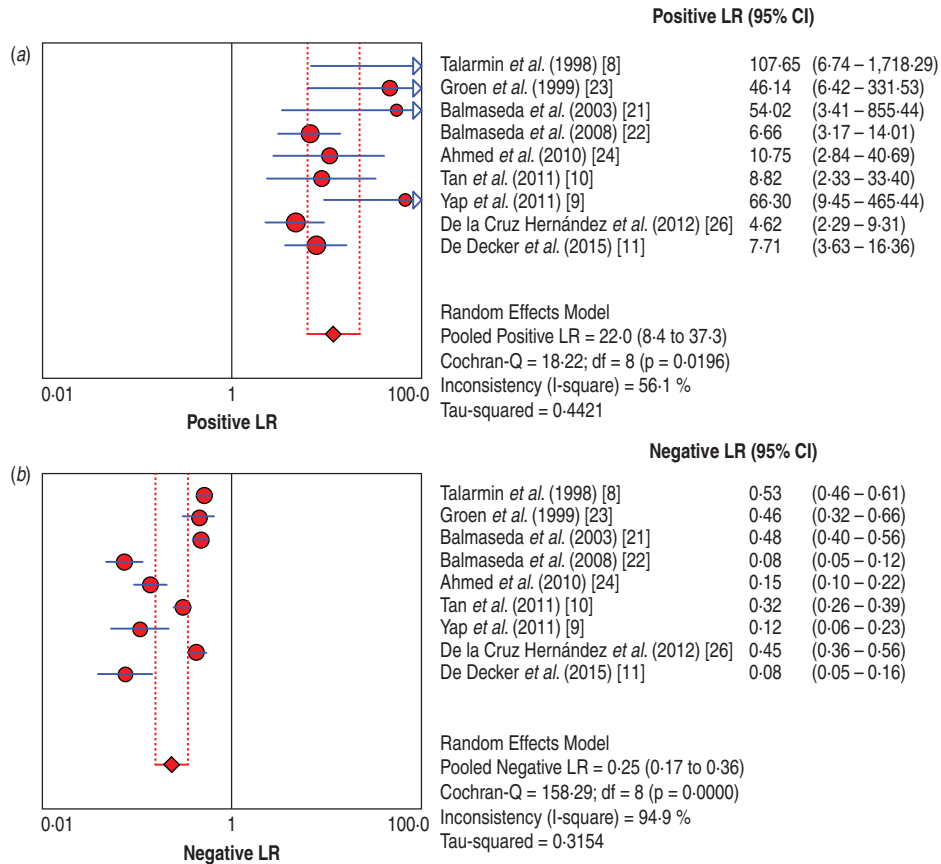 Positive LR (95% CI)
(a)
Talarmin et al. (1998) [8] 107·65 (6·74 – 1,718·29)
Groen et al. (1999) [23] 46·14 (6·42 – 331·53)
Balmaseda et al. (2003) [21] 54·02 (3·41 – 855·44)
Balmaseda et al. (2008) [22] 6·66 (3·17 – 14·01)
Ahmed et al. (2010) [24] 10·75 (2·84 – 40·69)
Tan et al. (2011) [10] 8·82 (2·33 – 33·40)
Yap et al. (2011) [9] 66·30 (9·45 – 465·44)
De la Cruz Hernández et al. (2012) [26] 4·62 (2·29 – 9·31)
De Decker et al. (2015) [11] 7·71 (3·63 – 16·36)
Random Effects Model
Pooled Positive LR = 22·0 (8·4 to 37·3)
Cochran-Q = 18·22; df = 8 (p = 0·0196)
Inconsistency (I-square) = 56·1 %
Tau-squared = 0·4421
0·01 1 100·0
Positive LR
Negative LR (95% CI)
(b)
Talarmin et al. (1998) [8] 0·53 (0·46 – 0·61)
Groen et al. (1999) [23] 0·46 (0·32 – 0·66)
Balmaseda et al. (2003) [21] 0·48 (0·40 – 0·56)
Balmaseda et al. (2008) [22] 0·08 (0·05 – 0·12)
Ahmed et al. (2010) [24] 0·15 (0·10 – 0·22)
Tan et al. (2011) [10] 0·32 (0·26 – 0·39)
Yap et al. (2011) [9] 0·12 (0·06 – 0·23)
De la Cruz Hernández et al. (2012) [26] 0·45 (0·36 – 0·56)
De Decker et al. (2015) [11] 0·08 (0·05 – 0·16)
Random Effects Model
Pooled Negative LR = 0·25 (0·17 to 0·36)
Cochran-Q = 158·29; df = 8 (p = 0·0000)
Inconsistency (I-square) = 94·9 %
Tau-squared = 0·3154
0·01 1 100·0
Negative LR